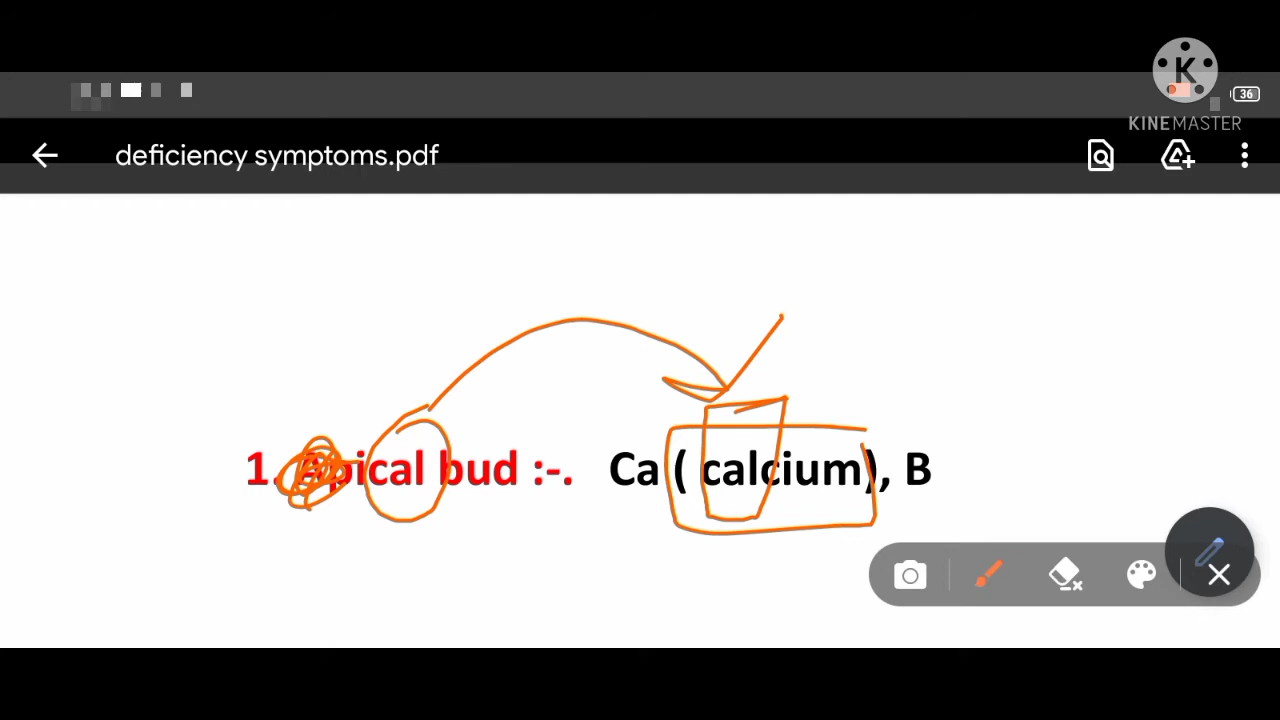 36
K
KINEMASTER
deficiency symptoms.pdf
1. Apical bud :-. Ca ( calcium), B